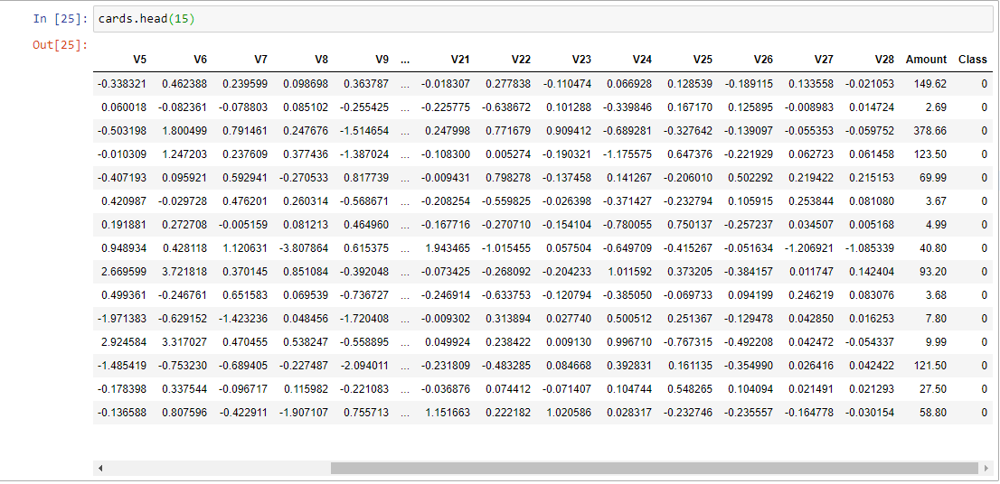 In [25]: cards.head(15)
Out[25]:
V5 V6 V7 V8 V9 ... V21 V22 V23 V24 V25 V26 V27 V28 Amount Class
-0.338321 0.462388 0.239599 0.098698 0.363787 ... -0.018307 0.277838 -0.110474 0.066928 0.128539 -0.189115 0.133558 -0.021053 149.62 0
0.060018 -0.082361 -0.078803 0.085102 -0.255425 ... -0.225775 -0.638672 0.101288 -0.339846 0.167170 0.125895 -0.008983 0.014724 2.69 0
-0.503198 1.800499 0.791461 0.247676 -1.514654 ... 0.247998 0.771679 0.909412 -0.689281 -0.327642 -0.139097 -0.055353 -0.059752 378.66 0
-0.010309 1.247203 0.237609 0.377436 -1.387024 ... -0.108300 0.005274 -0.190321 -1.175575 0.647376 -0.221929 0.062723 0.061458 123.50 0
-0.407193 0.095921 0.592941 -0.270533 0.817739 ... -0.009431 0.798278 -0.137458 0.141267 -0.206010 0.502292 0.219422 0.215153 69.99 0
0.420987 -0.029728 0.476201 0.260314 -0.568671 ... -0.208254 -0.559825 -0.026398 -0.371427 -0.232794 0.105915 0.253844 0.081080 3.67 0
0.191881 0.272708 -0.005159 0.081213 0.464960 ... -0.167716 -0.270710 -0.154104 -0.780055 0.750137 -0.257237 0.034507 0.005168 4.99 0
0.948934 0.428118 1.120631 -3.807864 0.615375 ... 1.943465 -1.015455 0.057504 -0.649709 -0.415267 -0.051634 -1.206921 -1.085339 40.80 0
2.669599 3.721818 0.370145 0.851084 -0.392048 ... -0.073425 -0.268092 -0.204233 1.011592 0.373205 -0.384157 0.011747 0.142404 93.20 0
0.499361 -0.246761 0.651583 0.069539 -0.736727 ... -0.246914 -0.633753 -0.120794 -0.385050 -0.069733 0.094199 0.246219 0.083076 3.68 0
-1.971383 -0.629152 -1.423236 0.048456 -1.720408 ... -0.009302 0.313894 0.027740 0.500512 0.251367 -0.129478 0.042850 0.016253 7.80 0
2.924584 3.317027 0.470455 0.538247 -0.558895 ... 0.049924 0.238422 0.009130 0.996710 -0.767315 -0.492208 0.042472 -0.054337 9.99 0
-1.485419 -0.753230 -0.689405 -0.227487 -2.094011 ... -0.231809 -0.483285 0.084668 0.392831 0.161135 -0.354990 0.026416 0.042422 121.50 0
-0.178398 0.337544 -0.096717 0.115982 -0.221083 ... -0.036876 0.074412 -0.071407 0.104744 0.548265 0.104094 0.021491 0.021293 27.50 0
-0.136588 0.807596 -0.422911 -1.907107 0.755713 ... 1.151663 0.222182 1.020586 0.028317 -0.232746 -0.235557 -0.164778 -0.030154 58.80 0